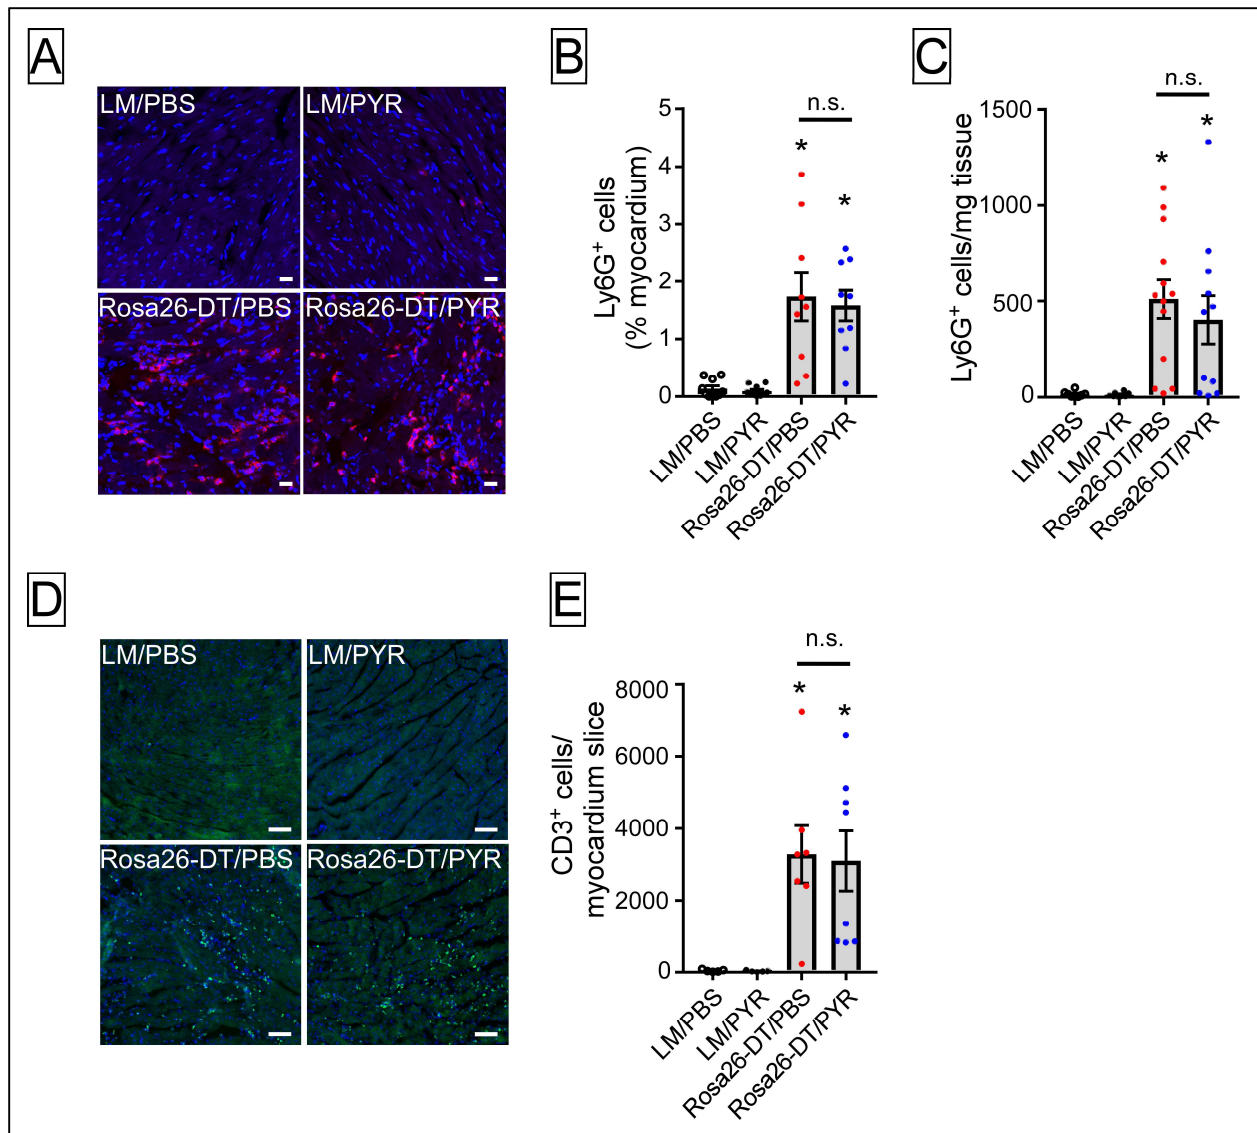 A
LM/PBS
LM/PYR
Rosa26-DT/PBS
Rosa26-DT/PYR
B
n.s.
5
4
3
2
1
0
*
*
Ly6G+ cells
(% myocardium)
LM/PBS
LM/PYR
Rosa26-DT/PBS
Rosa26-DT/PYR
C
n.s.
1500
1000
500
0
*
*
Ly6G+ cells/mg tissue
LM/PBS
LM/PYR
Rosa26-DT/PBS
Rosa26-DT/PYR
D
LM/PBS
LM/PYR
Rosa26-DT/PBS
Rosa26-DT/PYR
E
n.s.
8000
6000
4000
2000
0
*
*
CD3+ cells/
myocardium slice
LM/PBS
LM/PYR
Rosa26-DT/PBS
Rosa26-DT/PYR